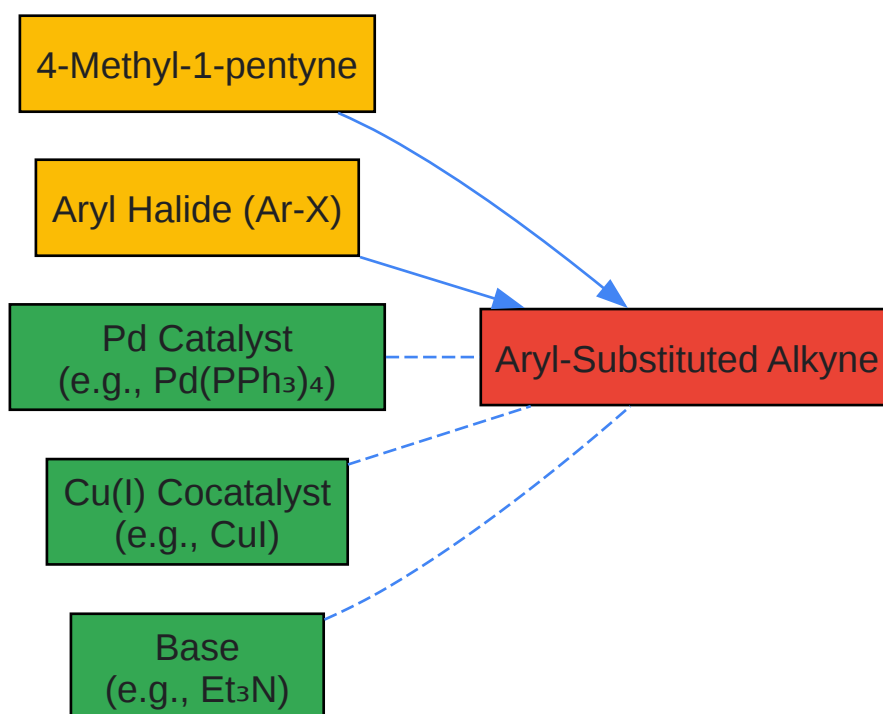 4-Methyl-1-pentyne
Aryl Halide (Ar-X)
Pd Catalyst
(e.g., Pd(PPh₃)₄)
Aryl-Substituted Alkyne
Cu(I) Cocatalyst
(e.g., CuI)
Base
(e.g., Et₃N)